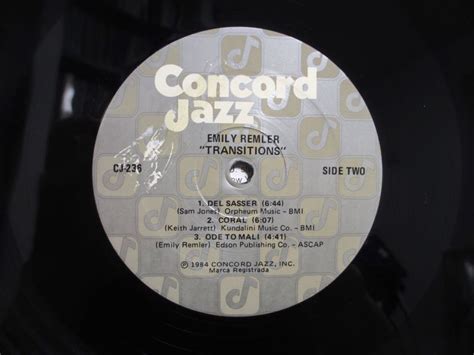 Concord
Jazz
EMILY REMLER
"TRANSITIONS"
CJ-236
SIDE TWO
1. DEL SASSER (6:44)
(Sam Jones) Orpheum Music – BMI
2. CORAL (6:07)
(Keith Jarrett) Kundalini Music Co. – BMI
3. ODE TO MALI (4:41)
(Emily Remler) Edson Publishing Co. – ASCAP
℗ 1984 CONCORD JAZZ, INC.
Marca Registrada